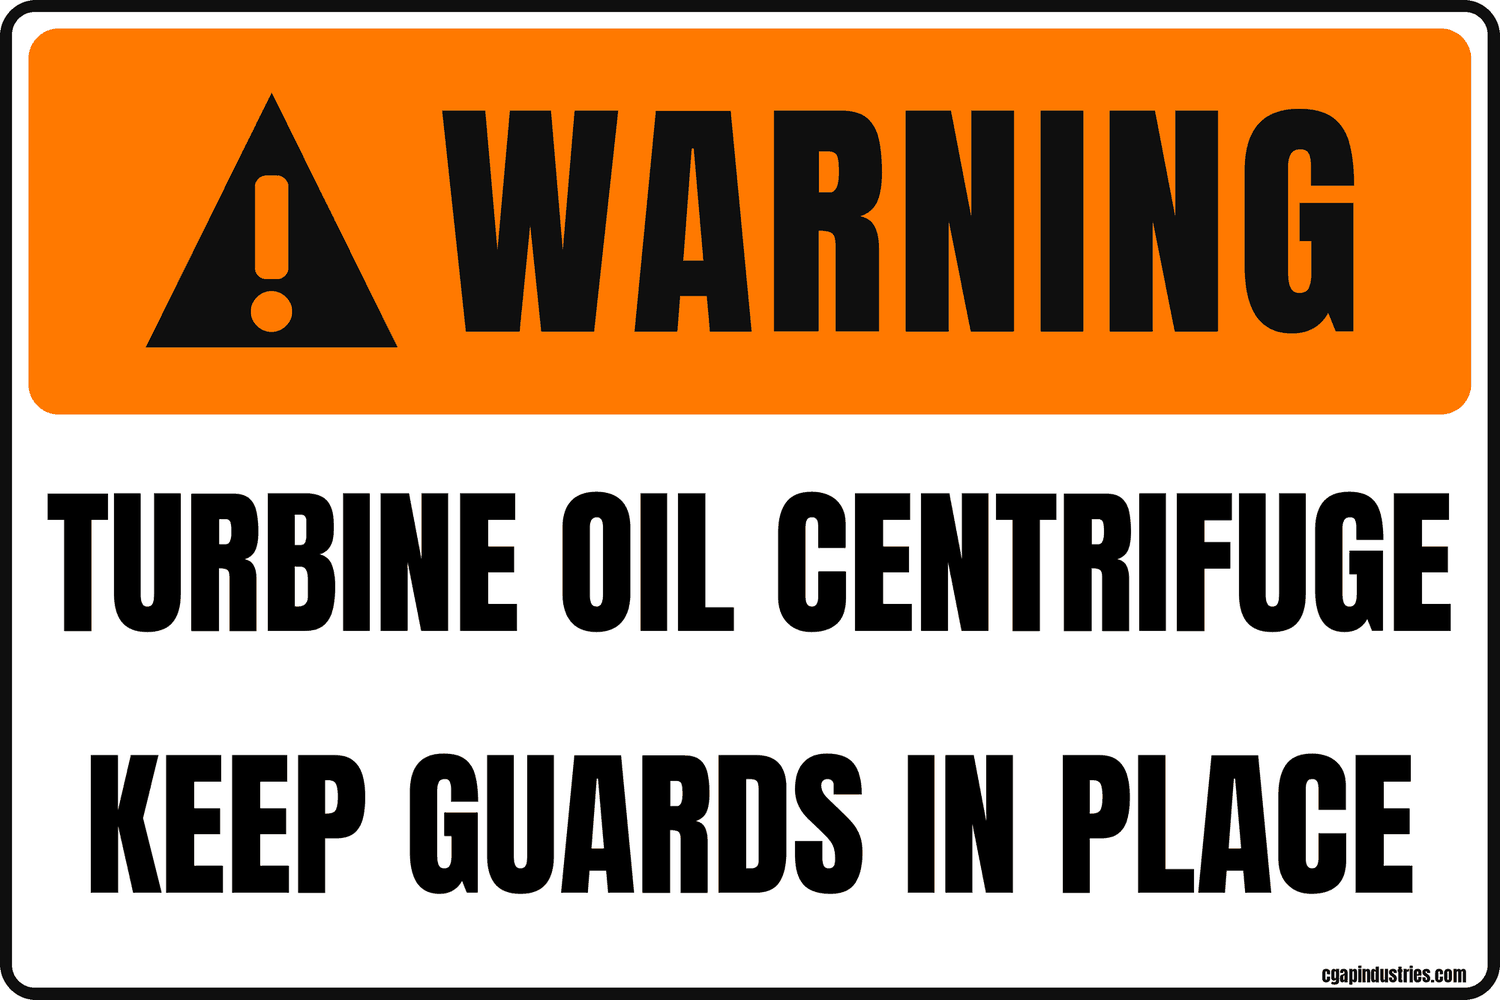 WARNING
TURBINE OIL CENTRIFUGE
KEEP GUARDS IN PLACE
cgapindustries.com